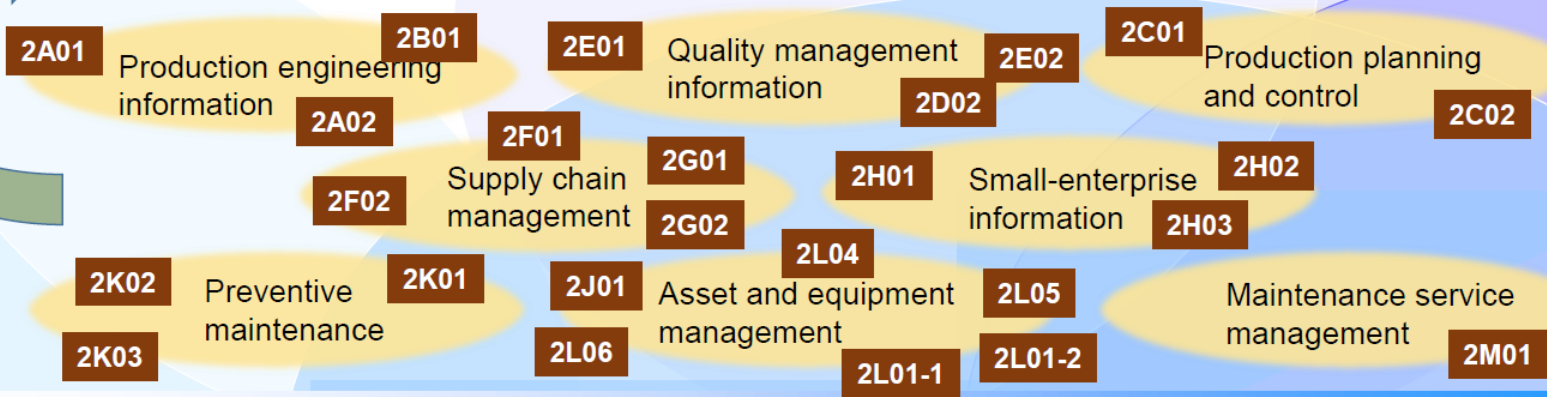 2A01
2B01
Production engineering
information
2A02
2E01
Quality management
information
2E02
2D02
2C01
Production planning
and control
2C02
2F01
2F02
Supply chain
management
2G01
2G02
2H01
Small-enterprise
information
2H02
2H03
2K02
2K01
Preventive
maintenance
2K03
2L04
2J01
Asset and equipment
management
2L05
2L06
2L01-1
2L01-2
Maintenance service
management
2M01